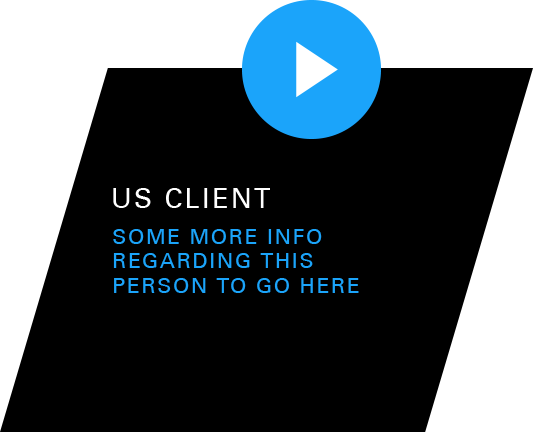 US CLIENT
SOME MORE INFO
REGARDING THIS
PERSON TO GO HERE